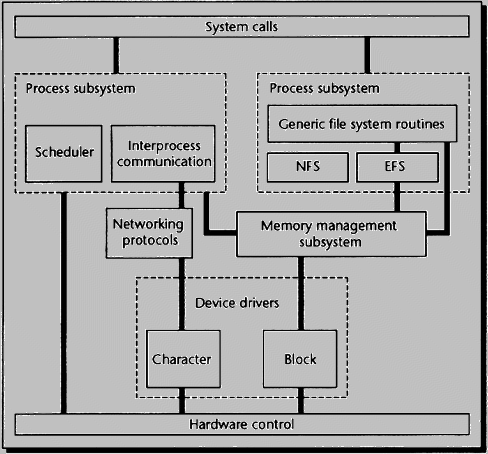 System calls
Process subsystem
Scheduler
Interprocess
communication
Process subsystem
Generic file system routines
NFS
EFS
Networking
protocols
Memory management
subsystem
Device drivers
Character
Block
Hardware control